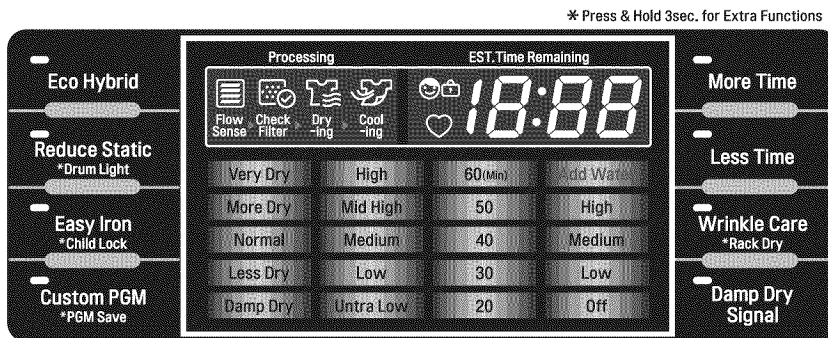 * Press & Hold 3sec. for Extra Functions
Processing
EST.Time Remaining
Eco Hybrid
Reduce Static
*Drum Light
Easy Iron
*Child Lock
Custom PGM
*PGM Save
Flow Sense
Check Filter
Dry -ing
Cool -ing
18:88
Very Dry High 60(Min) Add Water
More Dry Mid High 50 High
Normal Medium 40 Medium
Less Dry Low 30 Low
Damp Dry Untra Low 20 Off
More Time
Less Time
Wrinkle Care
*Rack Dry
Damp Dry
Signal